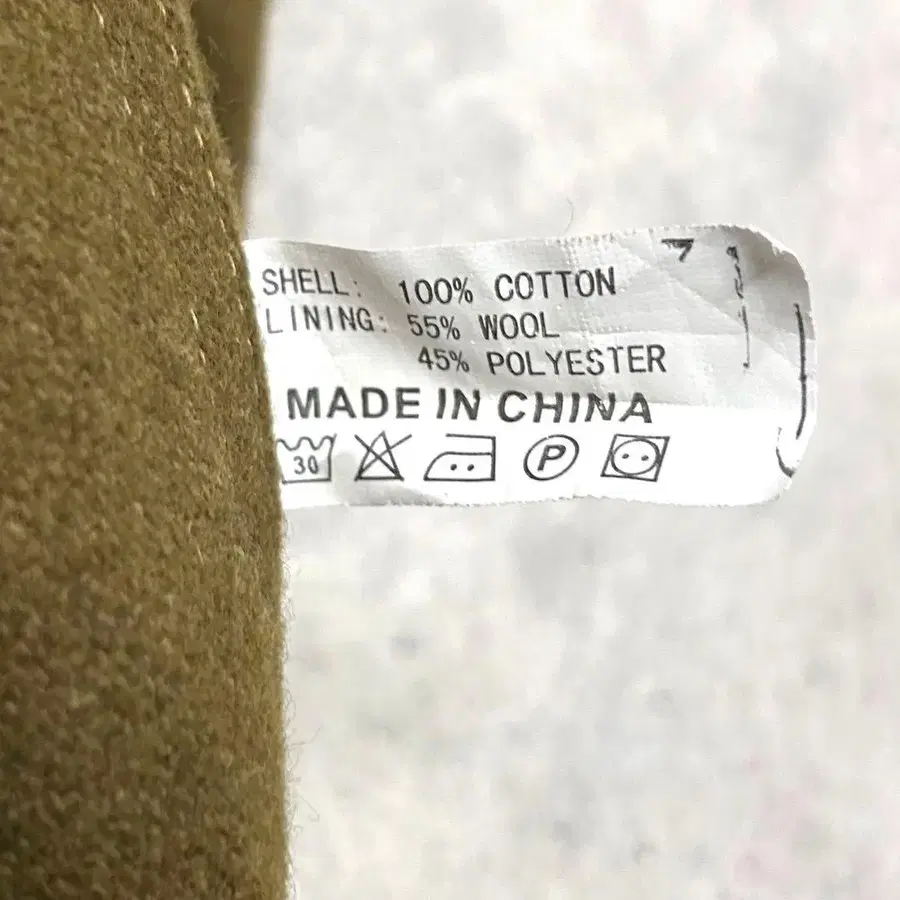 SHELL: 100% COTTON
LINING: 55% WOOL
45% POLYESTER
MADE IN CHINA
30 P